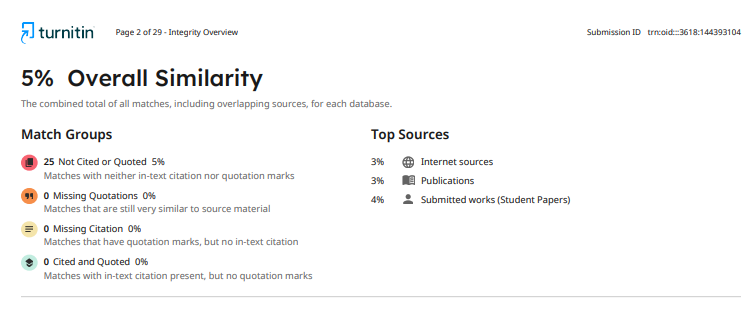 turnitin Page 2 of 29 - Integrity Overview Submission ID trn:oid:::3618:144393104
5% Overall Similarity
The combined total of all matches, including overlapping sources, for each database.
Match Groups
25 Not Cited or Quoted 5%
Matches with neither in-text citation nor quotation marks
0 Missing Quotations 0%
Matches that are still very similar to source material
0 Missing Citation 0%
Matches that have quotation marks, but no in-text citation
0 Cited and Quoted 0%
Matches with in-text citation present, but no quotation marks
Top Sources
3% Internet sources
3% Publications
4% Submitted works (Student Papers)